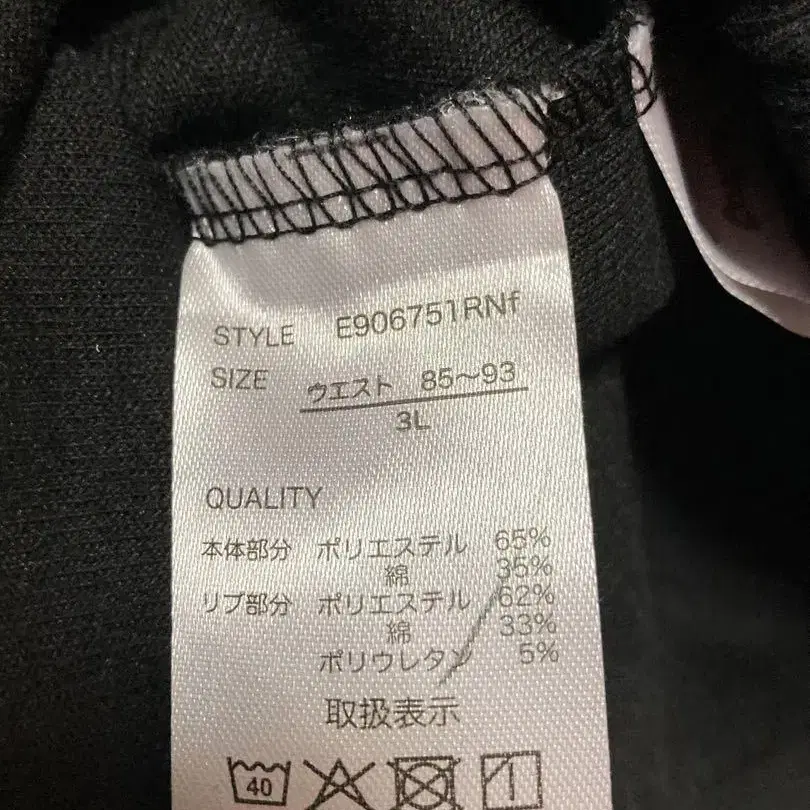 STYLE E906751RNf
SIZE ウエスト 85～93
3L
QUALITY
本体部分 ポリエステル 65%
綿 35%
リブ部分 ポリエステル 62%
綿 33%
ポリウレタン 5%
取扱表示
40